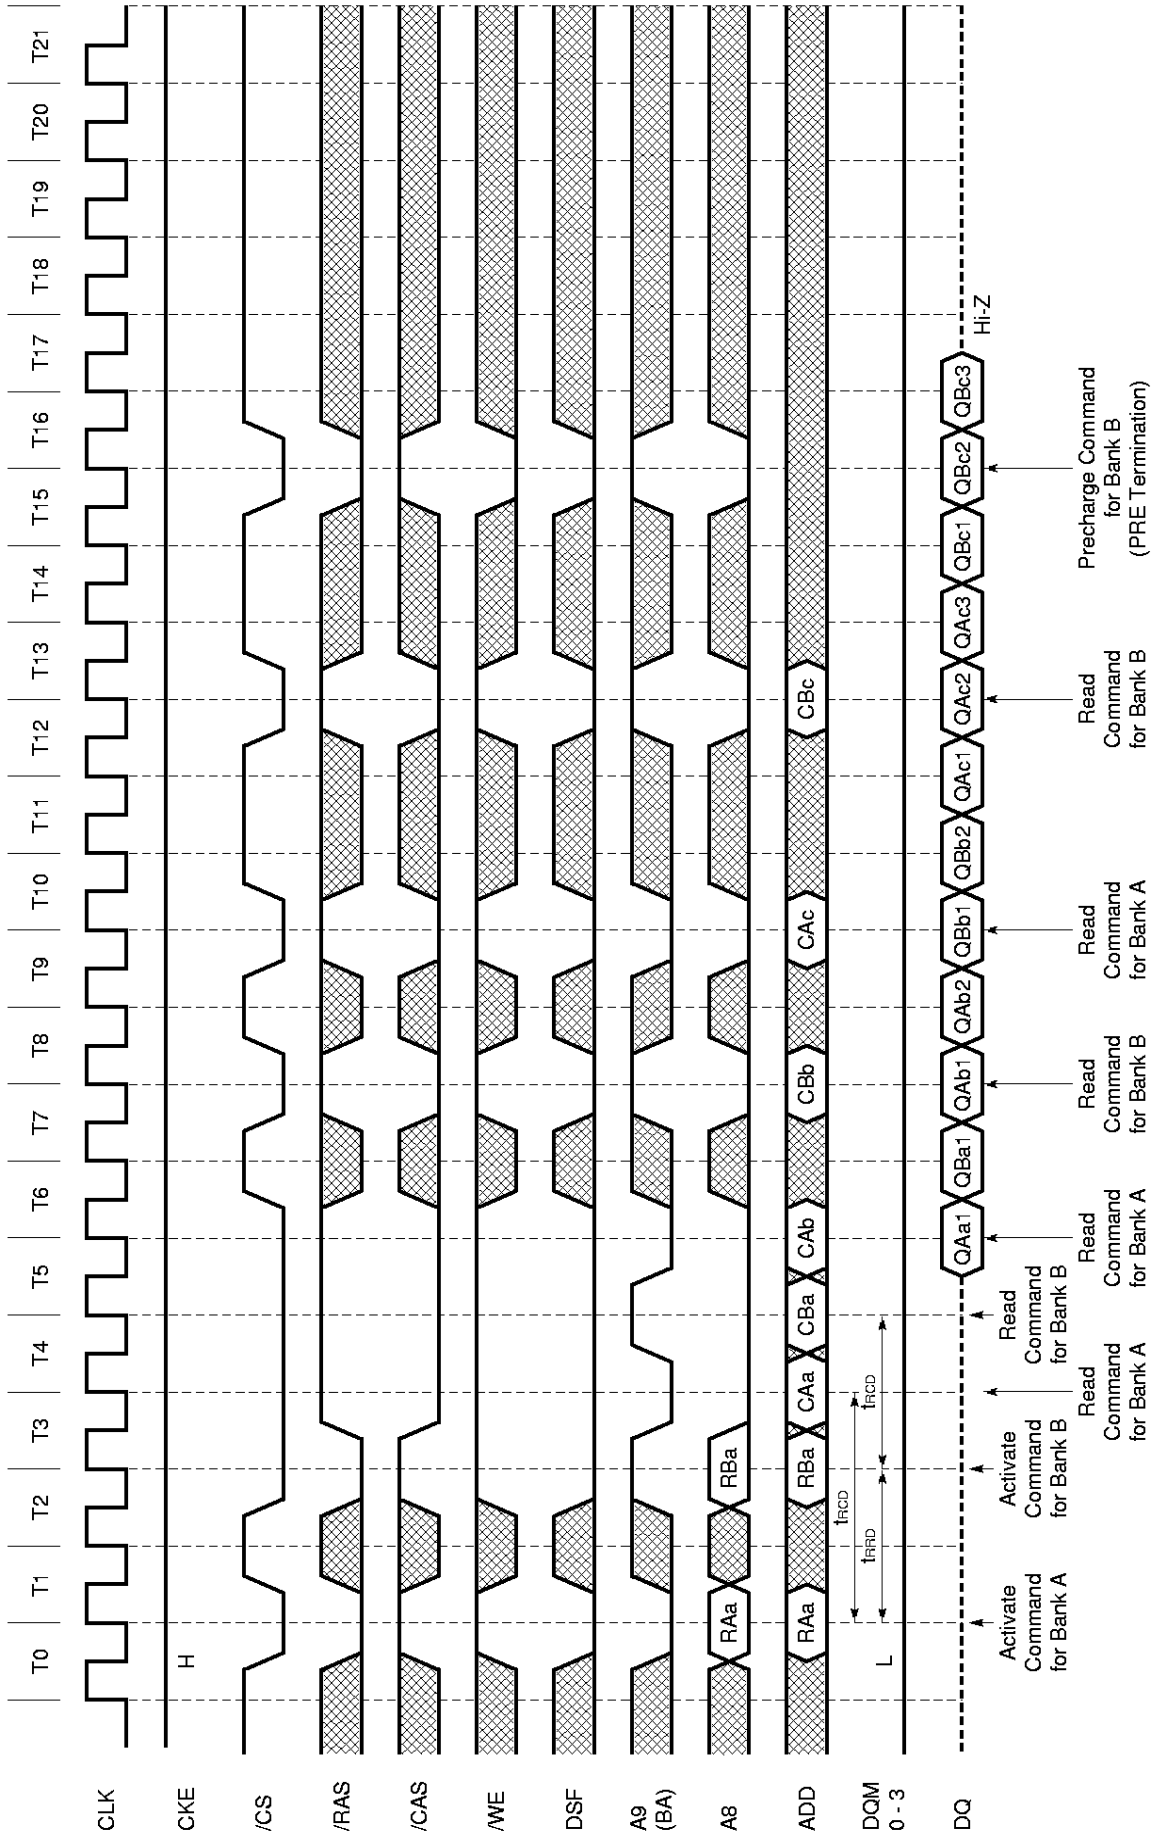 T0 T1 T2 T3 T4 T5 T6 T7 T8 T9 T10 T11 T12 T13 T14 T15 T16 T17 T18 T19 T20 T21
CLK
CKE
H
/CS
/RAS
/CAS
/WE
DSF
A9
(BA)
A8
RAa RBa
ADD
RAa RBa CAa CBa CAb CBb CAc CBc
tRCD
tRRD tRCD
DQM
0 - 3
L
DQ
QAa1 QBa1 QAb1 QAb2 QBb1 QBb2 QAc1 QAc2 QAc3 QBc1 QBc2 QBc3
Hi-Z
Activate
Command
for Bank A
Activate
Command
for Bank B
Read
Command
for Bank A
Read
Command
for Bank B
Read
Command
for Bank A
Read
Command
for Bank B
Read
Command
for Bank A
Read
Command
for Bank B
Precharge Command
for Bank B
(PRE Termination)